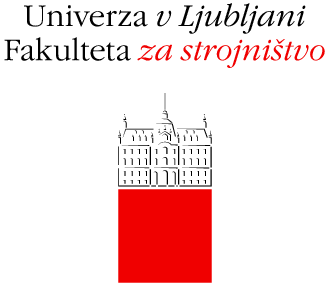 Univerza v Ljubljani
Fakulteta za strojništvo